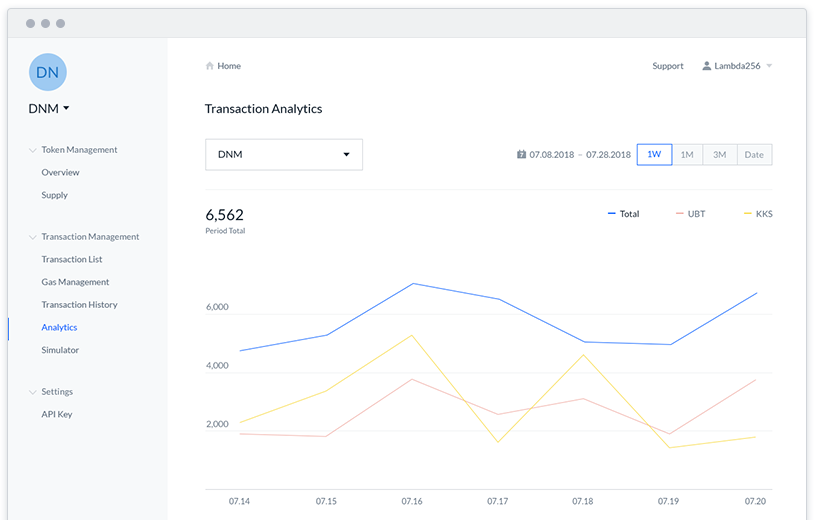 DN
DNM
Token Management
Overview
Supply
Transaction Management
Transaction List
Gas Management
Transaction History
Analytics
Simulator
Settings
API Key
Home
Support
Lambda256
Transaction Analytics
DNM
7
07.08.2018 – 07.28.2018
1W
1M
3M
Date
6,562
Period Total
Total
UBT
KKS
6,000
4,000
2,000
07.14
07.15
07.16
07.17
07.18
07.19
07.20